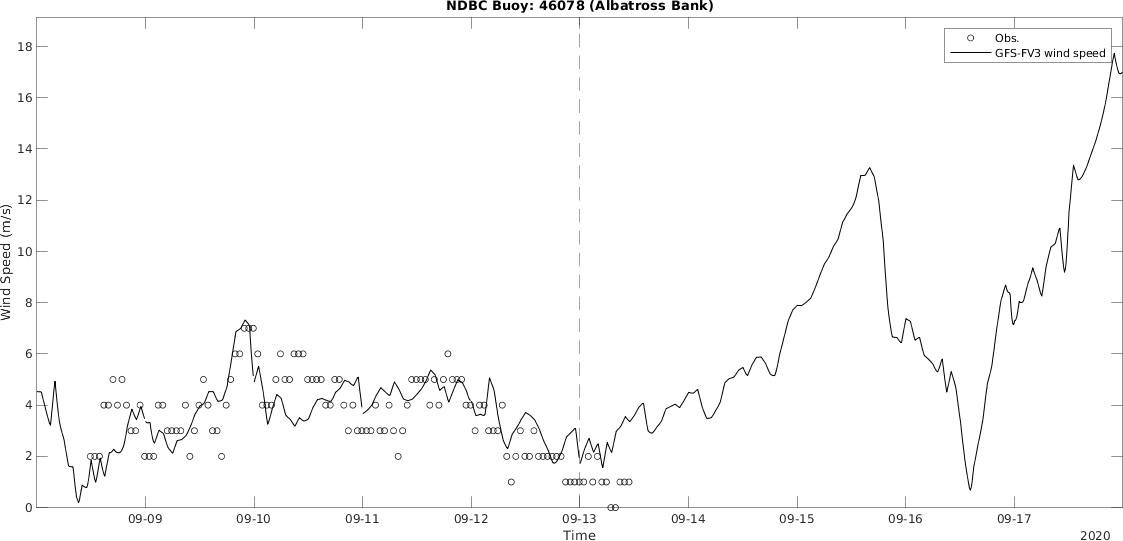 NDBC Buoy: 46078 (Albatross Bank)
Obs.
GFS-FV3 wind speed
Wind Speed (m/s)
18
16
14
12
10
8
6
4
2
0
09-09 09-10 09-11 09-12 09-13 09-14 09-15 09-16 09-17
Time
2020